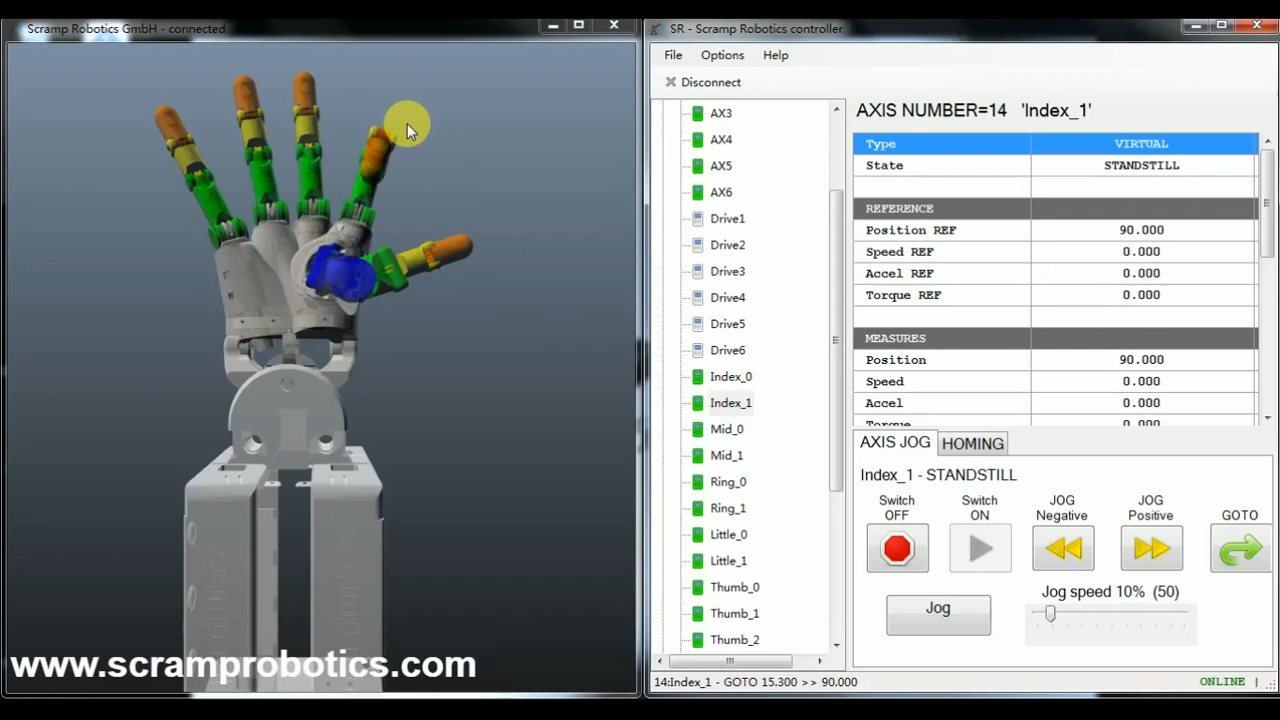 Scramp Robotics GmbH - connected
www.scramprobotics.com
SR - Scramp Robotics controller
File Options Help
Disconnect
AX3
AX4
AX5
AX6
Drive1
Drive2
Drive3
Drive4
Drive5
Drive6
Index_0
Index_1
Mid_0
Mid_1
Ring_0
Ring_1
Little_0
Little_1
Thumb_0
Thumb_1
Thumb_2
AXIS NUMBER=14 'Index_1'
Type VIRTUAL
State STANDSTILL
REFERENCE
Position REF 90.000
Speed REF 0.000
Accel REF 0.000
Torque REF 0.000
MEASURES
Position 90.000
Speed 0.000
Accel 0.000
Torque 0.000
AXIS JOG HOMING
Index_1 - STANDSTILL
Switch OFF
Switch ON
JOG Negative
JOG Positive
GOTO
Jog
Jog speed 10% (50)
14:Index_1 - GOTO 15.300 >> 90.000
ONLINE